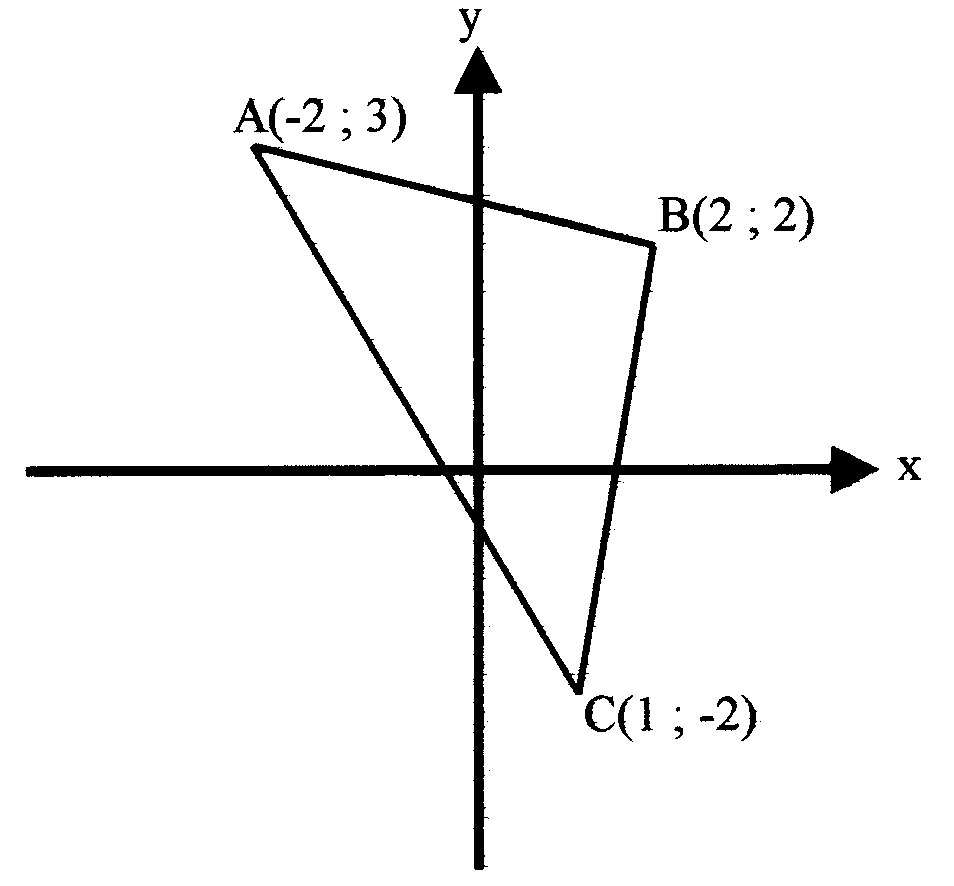 y
A(-2 ; 3)
B(2 ; 2)
x
C(1 ; -2)